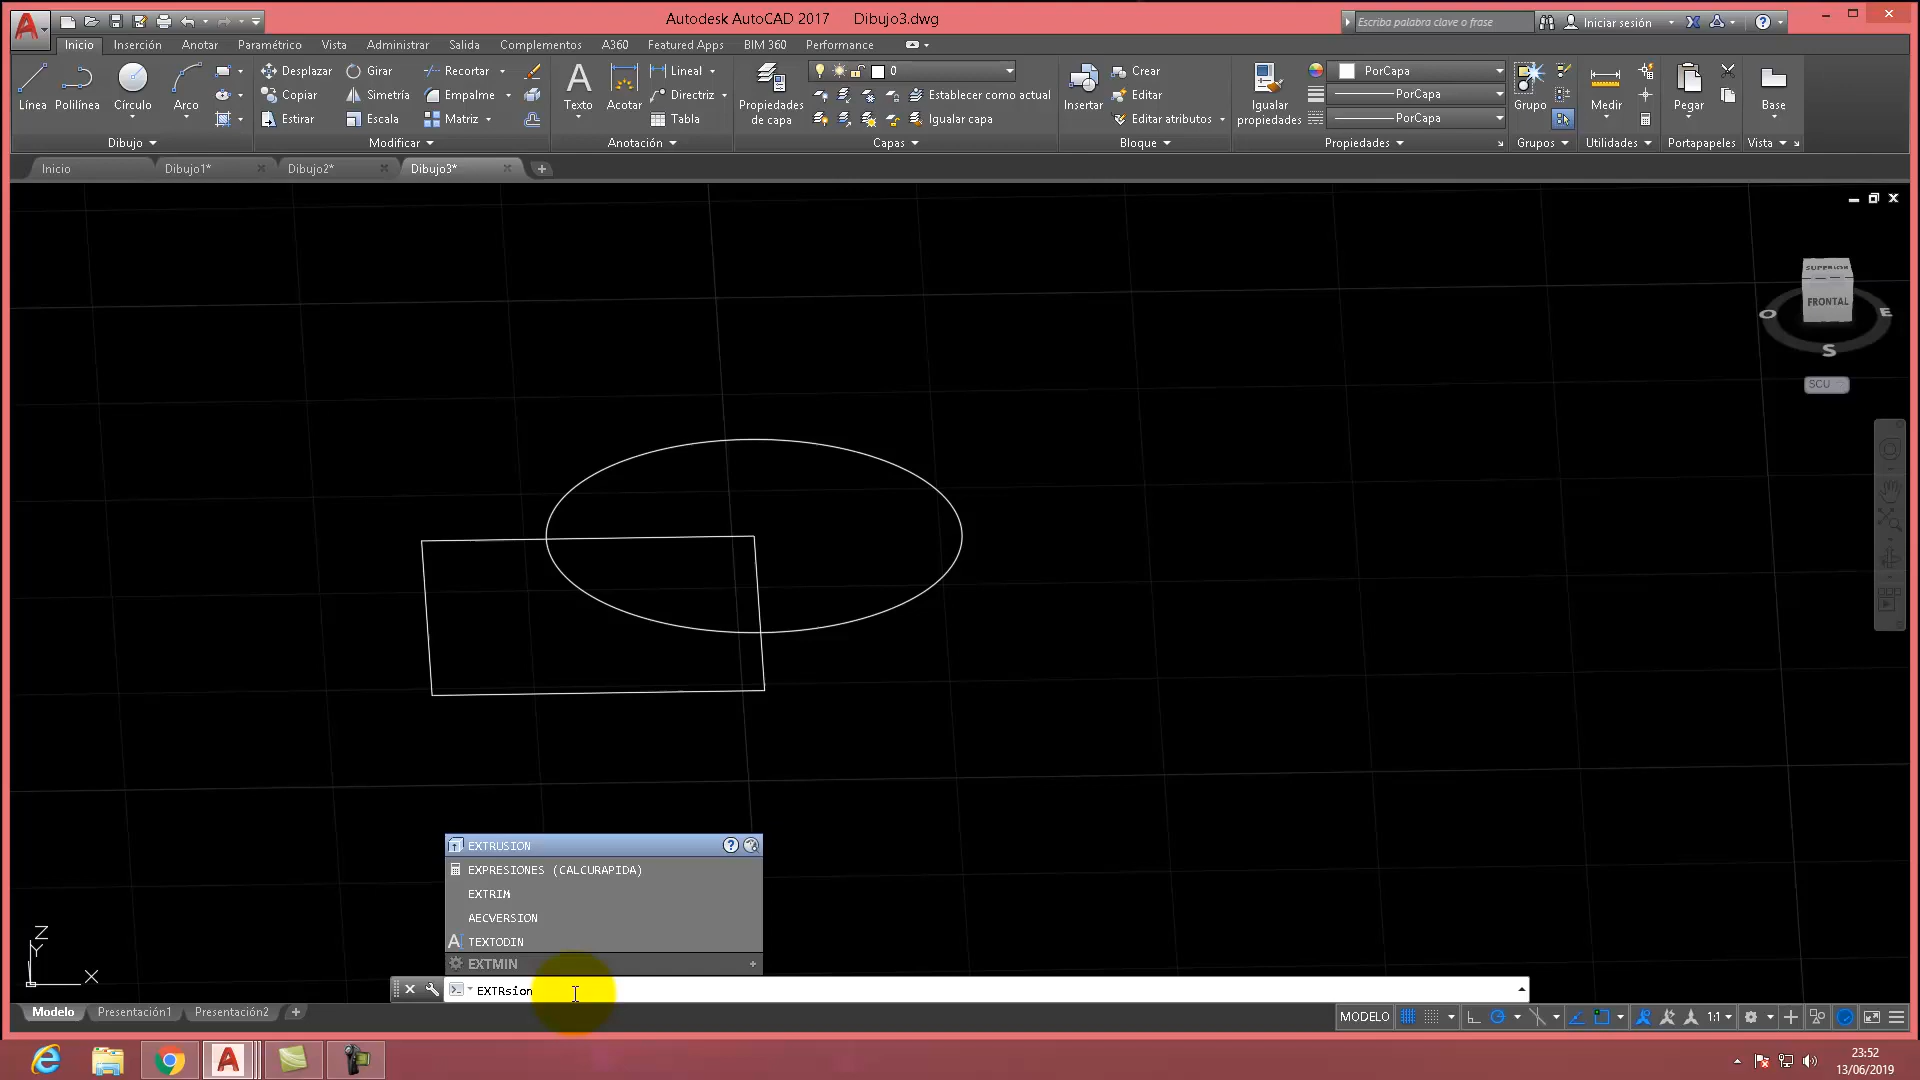 Autodesk AutoCAD 2017 Dibujo3.dwg
Escriba palabra clave o frase
Iniciar sesión
Inicio Inserción Anotar Paramétrico Vista Administrar Salida Complementos A360 Featured Apps BIM 360 Performance
Línea Polilínea Círculo Arco
Desplazar Girar Recortar
Copiar Simetría Empalme
Estirar Escala Matriz
Texto Acotar
Lineal
Directriz
Tabla
Propiedades de capa
0
Establecer como actual
Igualar capa
Insertar
Crear
Editar
Editar atributos
Igualar propiedades
PorCapa
PorCapa
PorCapa
Grupo Medir Pegar Base
Dibujo Modificar Anotación Capas Bloque Propiedades Grupos Utilidades Portapapeles Vista
Inicio Dibujo1* Dibujo2* Dibujo3*
SUPERIOR
FRONTAL
O E
S
SCU
EXTRUSION
EXPRESIONES (CALCURAPIDA)
EXTRIM
AECVERSION
TEXTODIN
EXTMIN
EXTRsion
Z
Y
X
Modelo Presentación1 Presentación2
MODELO 1:1
23:52
13/06/2019